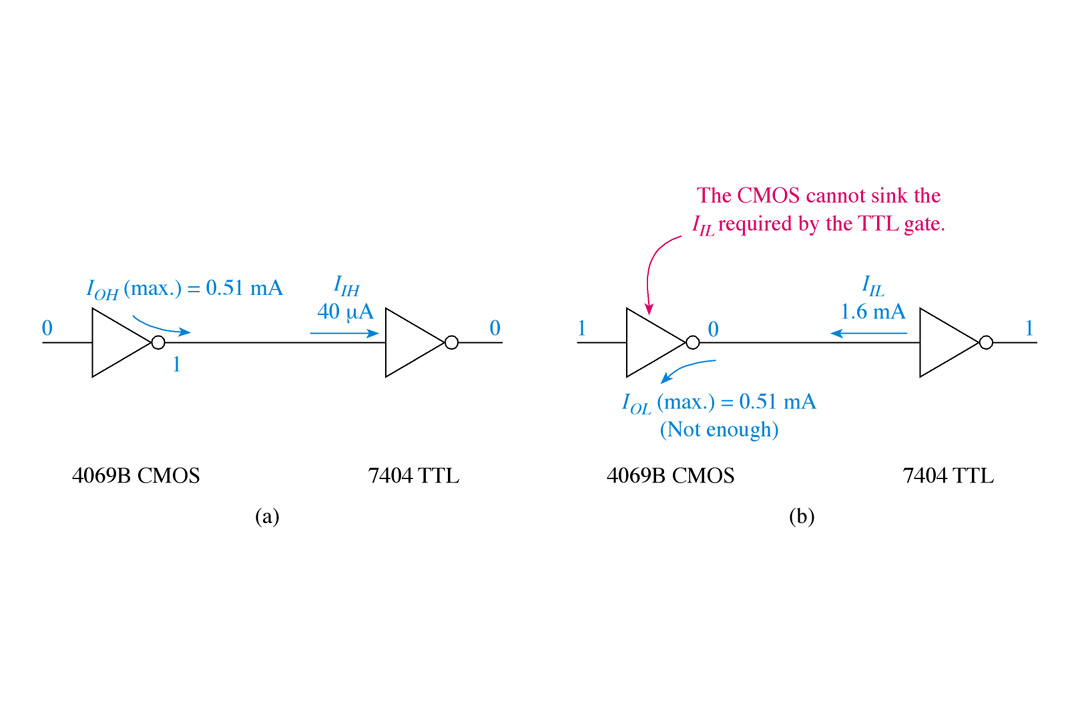 I_OH (max.) = 0.51 mA
I_IH
40 μA
0
1
0
4069B CMOS
7404 TTL
(a)
The CMOS cannot sink the
I_IL required by the TTL gate.
I_IL
1.6 mA
1
0
1
I_OL (max.) = 0.51 mA
(Not enough)
4069B CMOS
7404 TTL
(b)